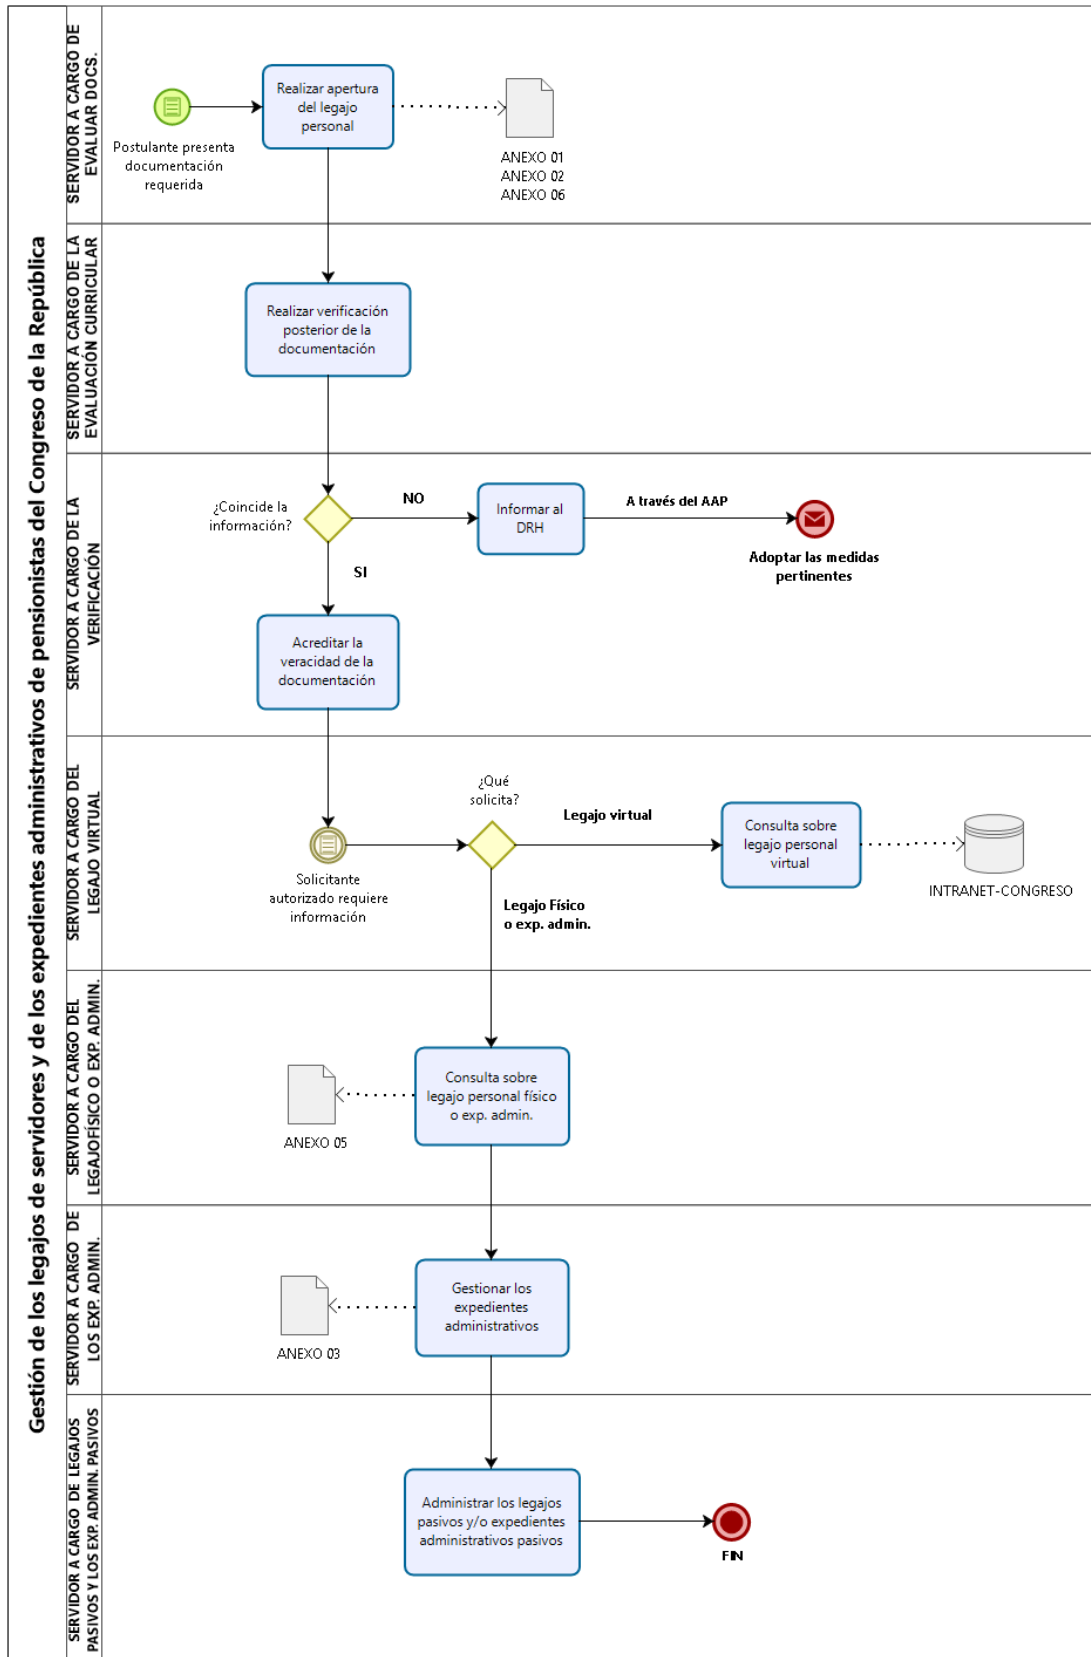 Gestión de los legajos de servidores y de los expedientes administrativos de pensionistas del Congreso de la República
SERVIDOR A CARGO DE
EVALUAR DOCS.
Postulante presenta
documentación
requerida
Realizar apertura
del legajo
personal
ANEXO 01
ANEXO 02
ANEXO 06
SERVIDOR A CARGO DE LA
EVALUACIÓN CURRICULAR
Realizar verificación
posterior de la
documentación
SERVIDOR A CARGO DE LA
VERIFICACIÓN
¿Coincide la
información?
NO
Informar al
DRH
A través del AAP
Adoptar las medidas
pertinentes
SI
Acreditar la
veracidad de la
documentación
SERVIDOR A CARGO DEL
LEGAJO VIRTUAL
Solicitante
autorizado requiere
información
¿Qué
solicita?
Legajo virtual
Consulta sobre
legajo personal
virtual
INTRANET-CONGRESO
Legajo Físico
o exp. admin.
SERVIDOR A CARGO DEL
LEGAJOFÍSICO O EXP. ADMIN.
Consulta sobre
legajo personal físico
o exp. admin.
ANEXO 05
SERVIDOR A CARGO DE
LOS EXP. ADMIN.
Gestionar los
expedientes
administrativos
ANEXO 03
SERVIDOR A CARGO DE LEGAJOS
PASIVOS Y LOS EXP. ADMIN. PASIVOS
Administrar los legajos
pasivos y/o expedientes
administrativos pasivos
FIN